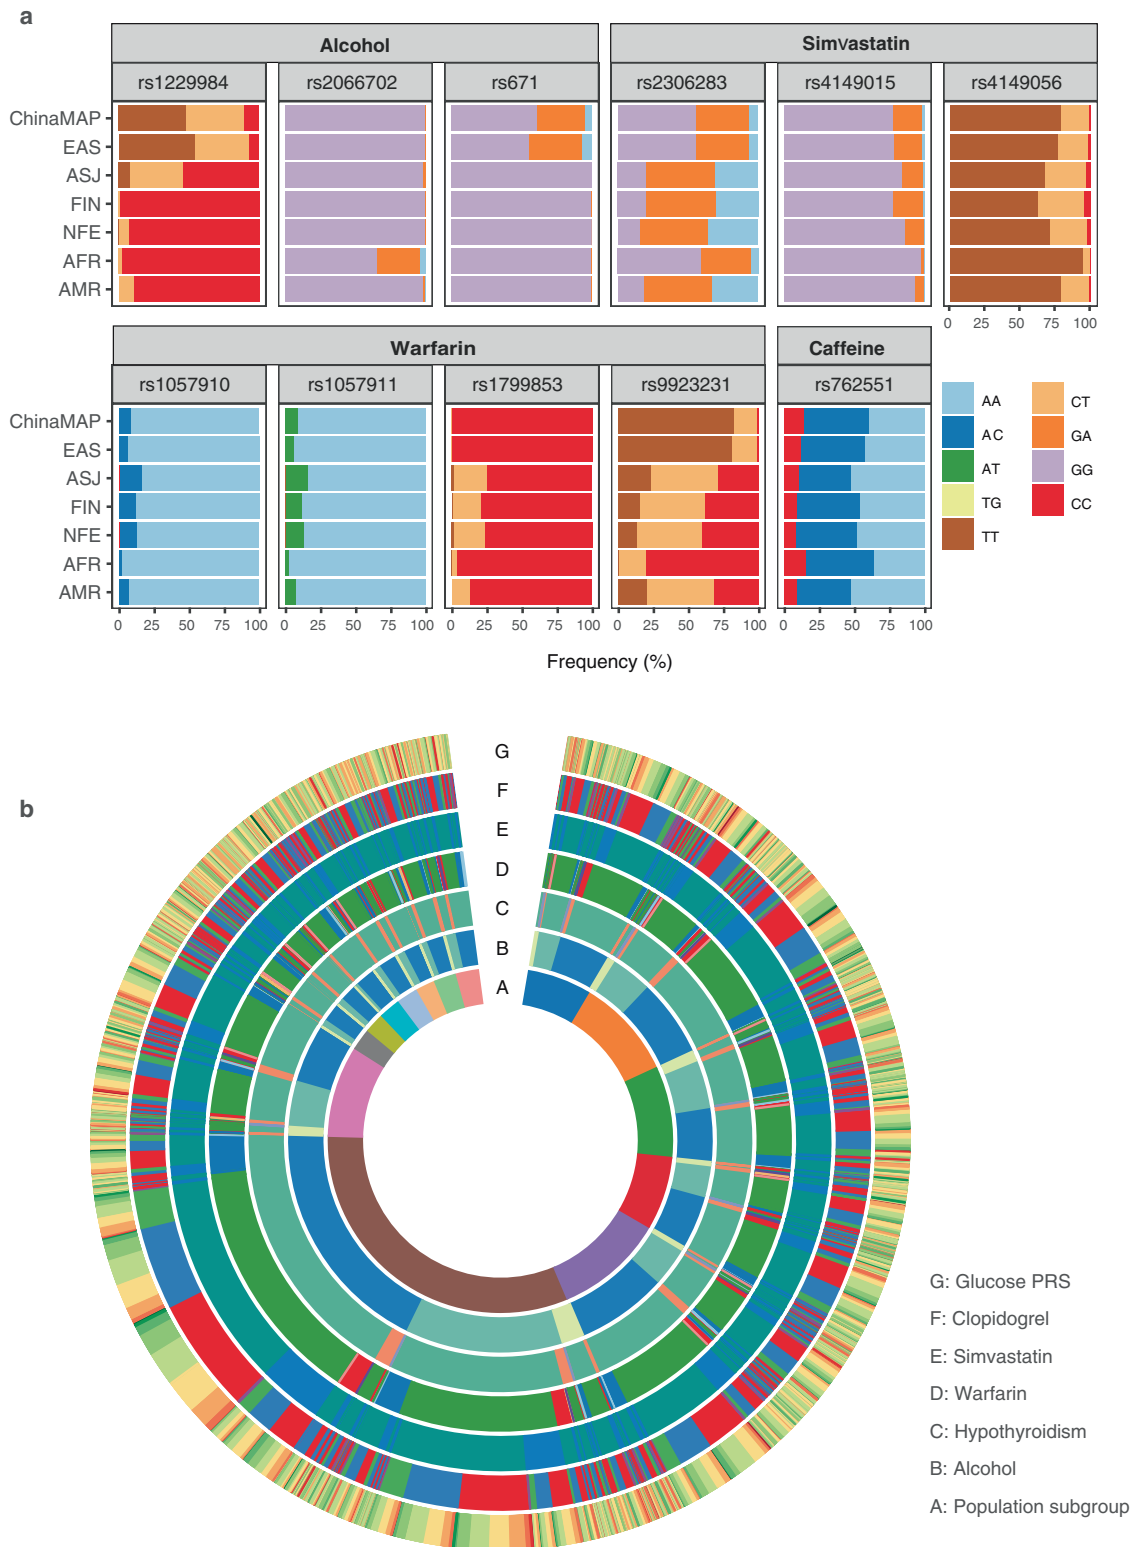 a
Alcohol
Simvastatin
rs1229984
rs2066702
rs671
rs2306283
rs4149015
rs4149056
ChinaMAP
EAS
ASJ
FIN
NFE
AFR
AMR
0 25 50 75 100
Warfarin
Caffeine
rs1057910
rs1057911
rs1799853
rs9923231
rs762551
ChinaMAP
EAS
ASJ
FIN
NFE
AFR
AMR
0 25 50 75 100
0 25 50 75 100
0 25 50 75 100
0 25 50 75 100
0 25 50 75 100
Frequency (%)
AA
AC
AT
TG
TT
CT
GA
GG
CC
b
G
F
E
D
C
B
A
G: Glucose PRS
F: Clopidogrel
E: Simvastatin
D: Warfarin
C: Hypothyroidism
B: Alcohol
A: Population subgroup